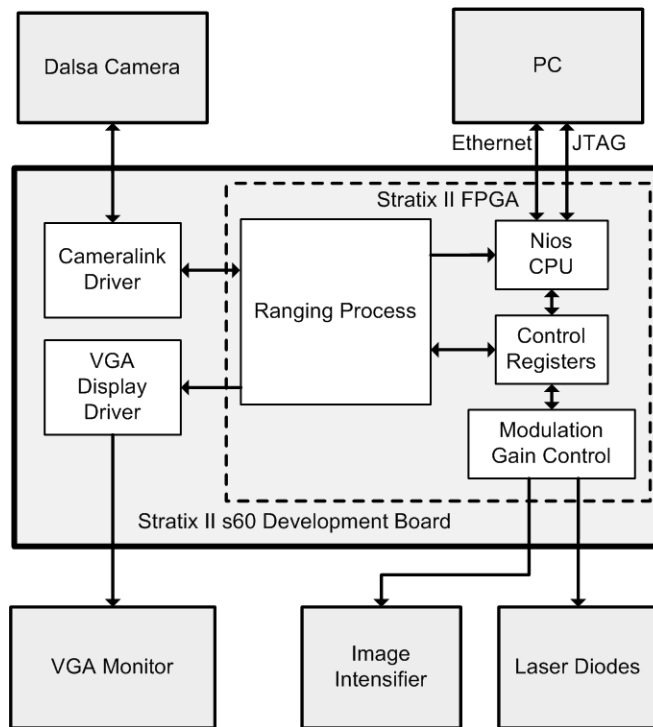 Dalsa Camera
PC
Ethernet
JTAG
Stratix II FPGA
Cameralink
Driver
Ranging Process
Nios
CPU
VGA
Display
Driver
Control
Registers
Modulation
Gain Control
Stratix II s60 Development Board
VGA Monitor
Image
Intensifier
Laser Diodes